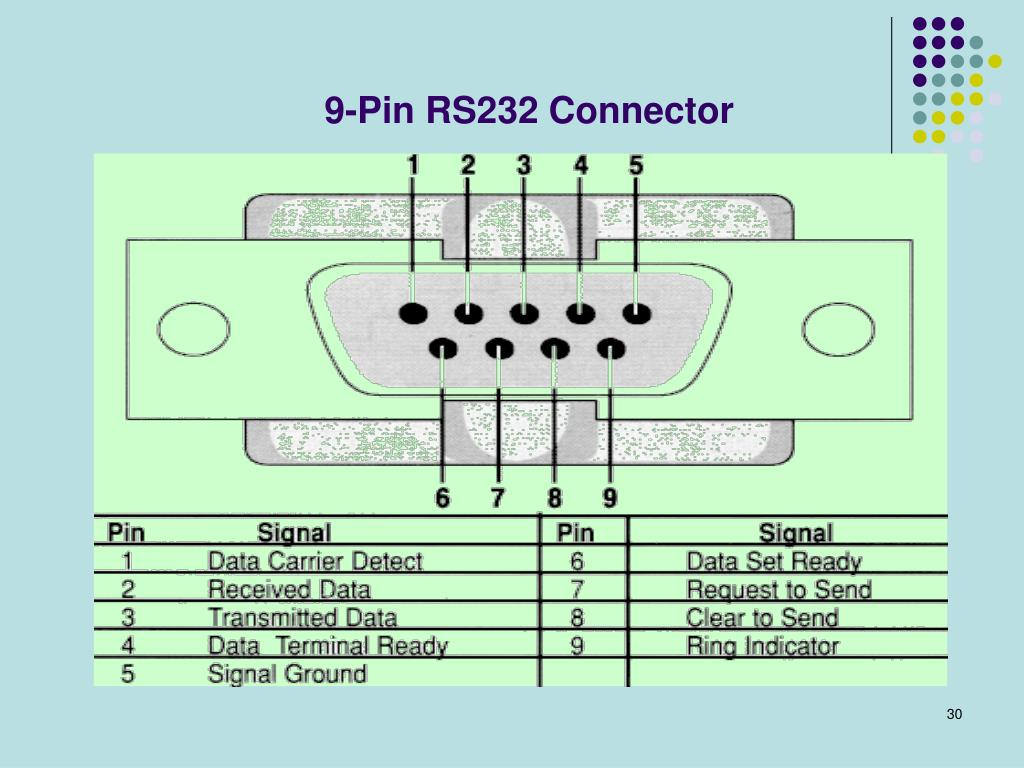 9-Pin RS232 Connector
1 2 3 4 5
6 7 8 9
Pin Signal Pin Signal
1 Data Carrier Detect 6 Data Set Ready
2 Received Data 7 Request to Send
3 Transmitted Data 8 Clear to Send
4 Data Terminal Ready 9 Ring Indicator
5 Signal Ground
30